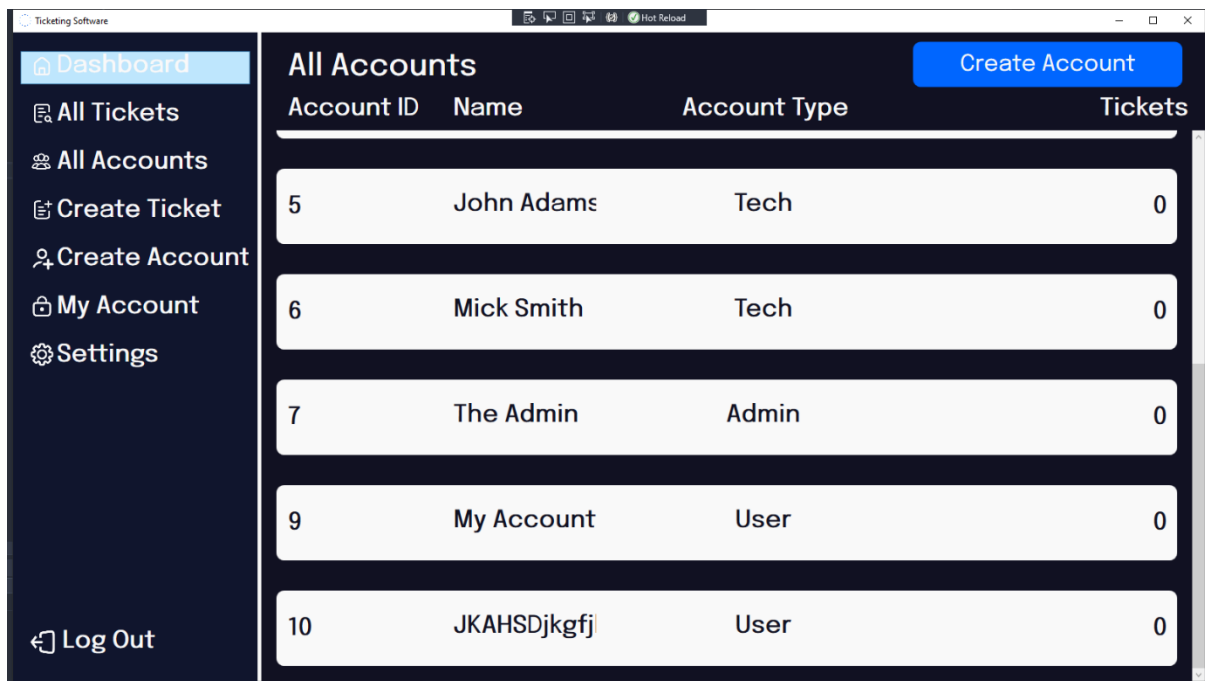 Ticketing Software
Hot Reload
Dashboard
All Tickets
All Accounts
Create Ticket
Create Account
My Account
Settings
Log Out
All Accounts
Create Account
Account ID Name Account Type Tickets
5 John Adams Tech 0
6 Mick Smith Tech 0
7 The Admin Admin 0
9 My Account User 0
10 JKAHSDjkgfj User 0